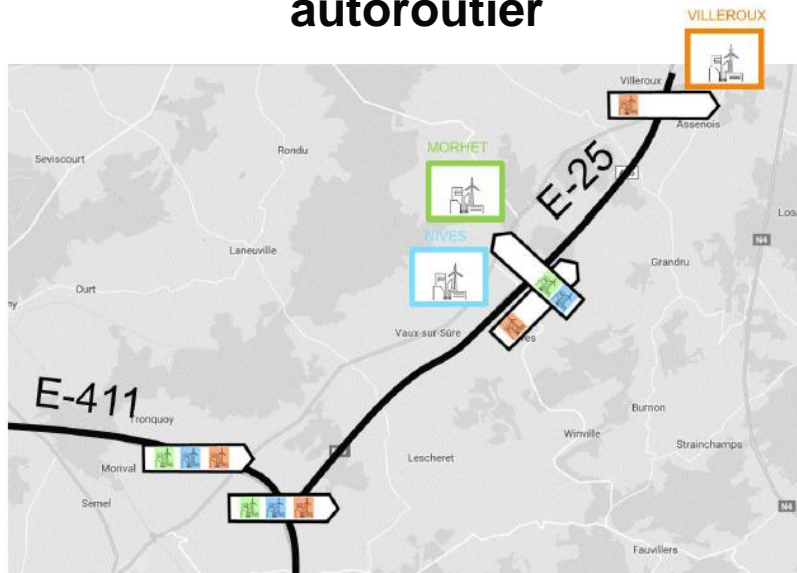 autoroutier
VILLEROUX
Villeroux
Assenois
Seviscourt
Rondu
MORHET
E-25
N4
Laneuville
NIVES
Grandru
Ourt
Vaux-sur-Sûre
E-411
Tronquoy
Burnon
Winville
Strainchamps
Morival
Lescheret
Semel
N4
Fauvillers